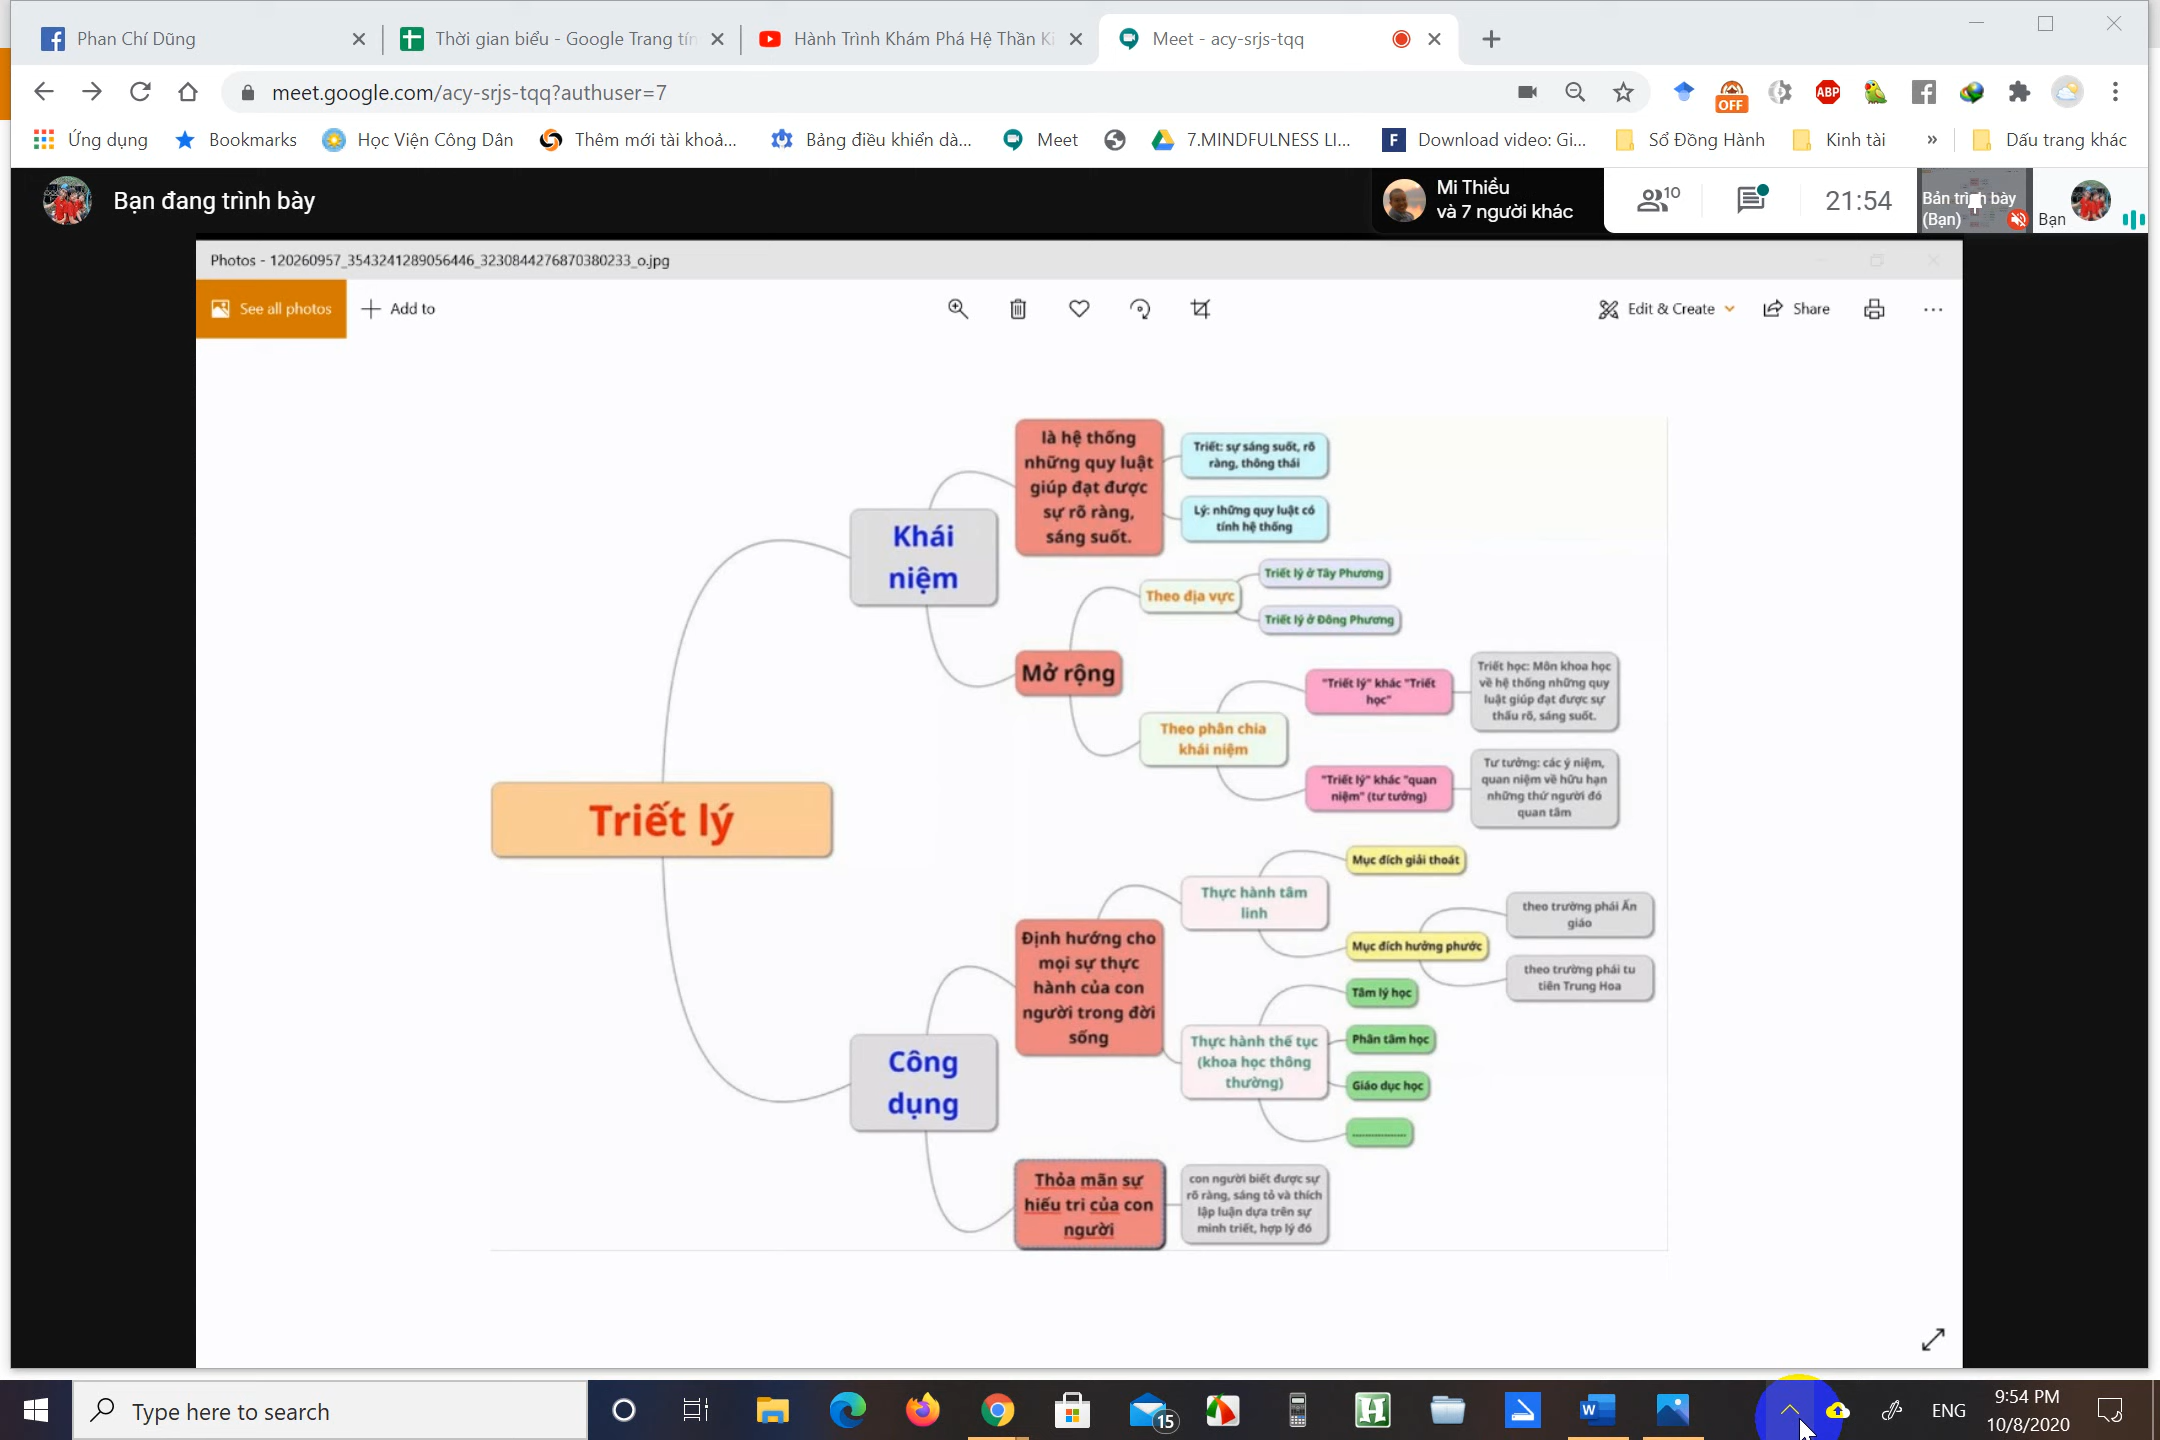 Phan Chí Dũng
Thời gian biểu - Google Trang tín
Hành Trình Khám Phá Hệ Thần Ki
Meet - acy-srjs-tqq
meet.google.com/acy-srjs-tqq?authuser=7
OFF
ABP
Ứng dụng
Bookmarks
Học Viện Công Dân
Thêm mới tài khoả...
Bảng điều khiển dà...
Meet
7.MINDFULNESS LI...
F
Download video: Gi...
Sổ Đồng Hành
Kinh tài
»
Dấu trang khác
Bạn đang trình bày
Mi Thiều
và 7 người khác
10
21:54
Bản trình bày
(Bạn)
Bạn
Photos - 120260957_3543241289056446_3230844276870380233_o.jpg
See all photos
Add to
Edit & Create
Share
Triết lý
Khái
niệm
là hệ thống
những quy luật
giúp đạt được
sự rõ ràng,
sáng suốt.
Triết: sự sáng suốt, rõ
ràng, thông thái
Lý: những quy luật có
tính hệ thống
Mở rộng
Theo địa vực
Triết lý ở Tây Phương
Triết lý ở Đông Phương
Theo phân chia
khái niệm
"Triết lý" khác "Triết
học"
Triết học: Môn khoa học
về hệ thống những quy
luật giúp đạt được sự
thấu rõ, sáng suốt.
"Triết lý" khác "quan
niệm" (tư tưởng)
Tư tưởng: các ý niệm,
quan niệm về hữu hạn
những thứ người đó
quan tâm
Công
dụng
Định hướng cho
mọi sự thực
hành của con
người trong đời
sống
Thực hành tâm
linh
Mục đích giải thoát
Mục đích hưởng phước
theo trường phái Ấn
giáo
theo trường phái tu
tiên Trung Hoa
Thực hành thế tục
(khoa học thông
thường)
Tâm lý học
Phân tâm học
Giáo dục học
................
Thỏa mãn sự
hiếu tri của con
người
con người biết được sự
rõ ràng, sáng tỏ và thích
lập luận dựa trên sự
minh triết, hợp lý đó
Type here to search
15
H
W
ENG
9:54 PM
10/8/2020